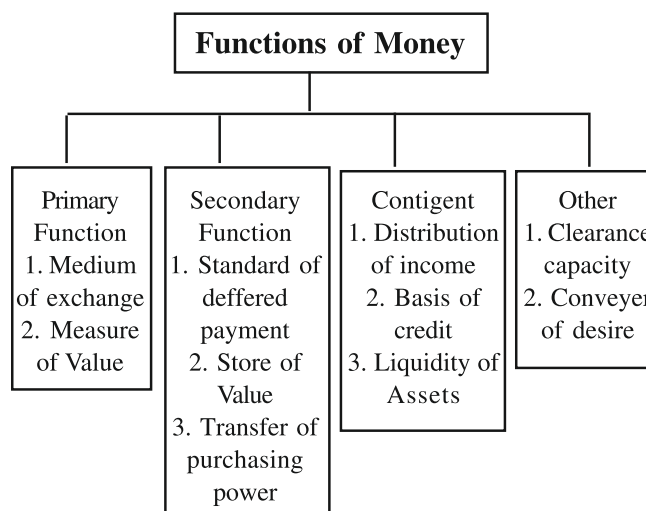 Functions of Money
Primary
Function
1. Medium
of exchange
2. Measure
of Value
Secondary
Function
1. Standard of
deffered
payment
2. Store of
Value
3. Transfer of
purchasing
power
Contigent
1. Distribution
of income
2. Basis of
credit
3. Liquidity of
Assets
Other
1. Clearance
capacity
2. Conveyer
of desire